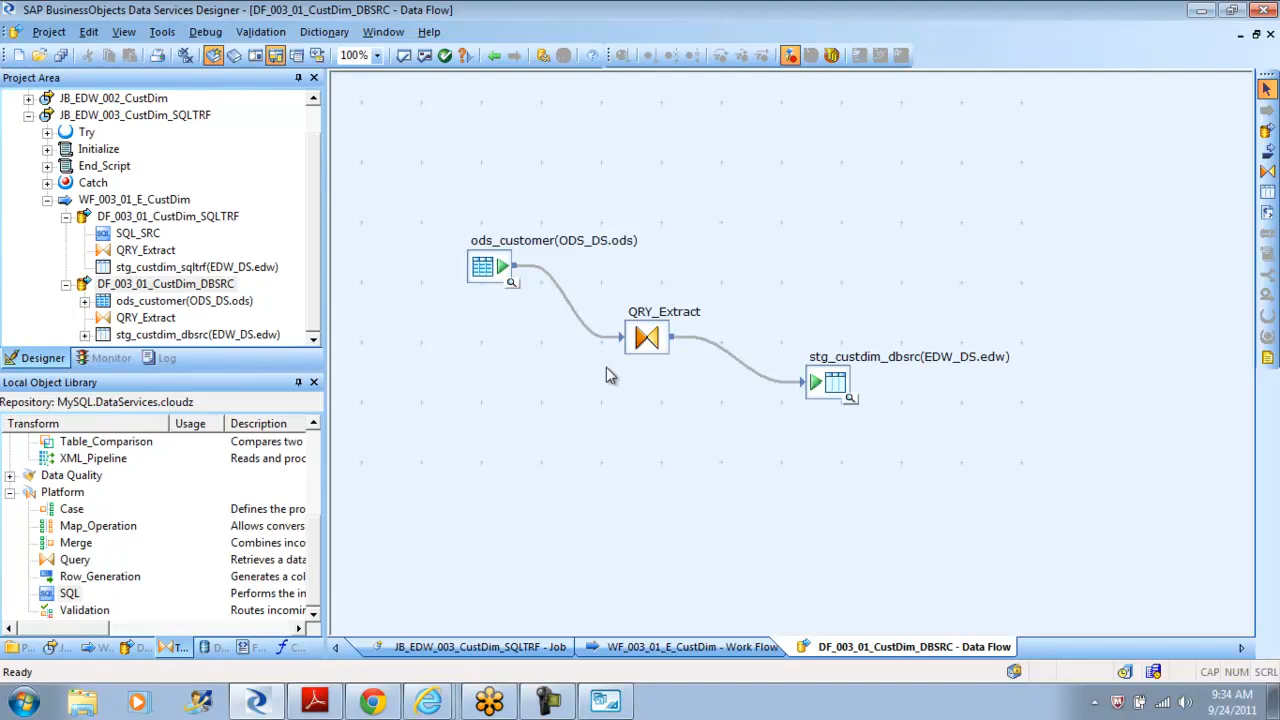 SAP BusinessObjects Data Services Designer - [DF_003_01_CustDim_DBSRC - Data Flow]
Project Edit View Tools Debug Validation Dictionary Window Help
100%
Project Area
JB_EDW_002_CustDim
JB_EDW_003_CustDim_SQLTRF
Try
Initialize
End_Script
Catch
WF_003_01_E_CustDim
DF_003_01_CustDim_SQLTRF
SQL_SRC
QRY_Extract
stg_custdim_sqltrf(EDW_DS.edw)
DF_003_01_CustDim_DBSRC
ods_customer(ODS_DS.ods)
QRY_Extract
stg_custdim_dbsrc(EDW_DS.edw)
Designer Monitor Log
Local Object Library
Repository: MySQL.DataServices.cloudz
Transform Usage Description
Table_Comparison Compares two
XML_Pipeline Reads and proc
Data Quality
Platform
Case Defines the pro
Map_Operation Allows convers
Merge Combines inco
Query Retrieves a data
Row_Generation Generates a col
SQL Performs the in
Validation Routes incomin
P... J... W... D... T... D... F... C...
ods_customer(ODS_DS.ods)
QRY_Extract
stg_custdim_dbsrc(EDW_DS.edw)
JB_EDW_003_CustDim_SQLTRF - Job WF_003_01_E_CustDim - Work Flow DF_003_01_CustDim_DBSRC - Data Flow
Ready CAP NUM SCRL
9:34 AM
9/24/2011